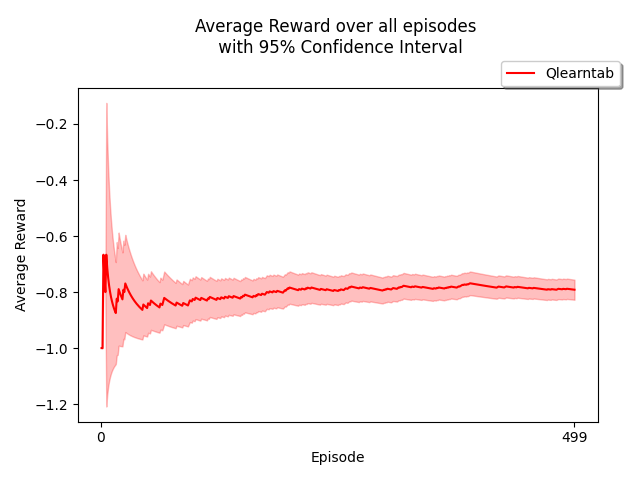 Average Reward over all episodes
with 95% Confidence Interval
Qlearntab
−0.2
−0.4
−0.6
−0.8
−1.0
−1.2
Average Reward
0
499
Episode